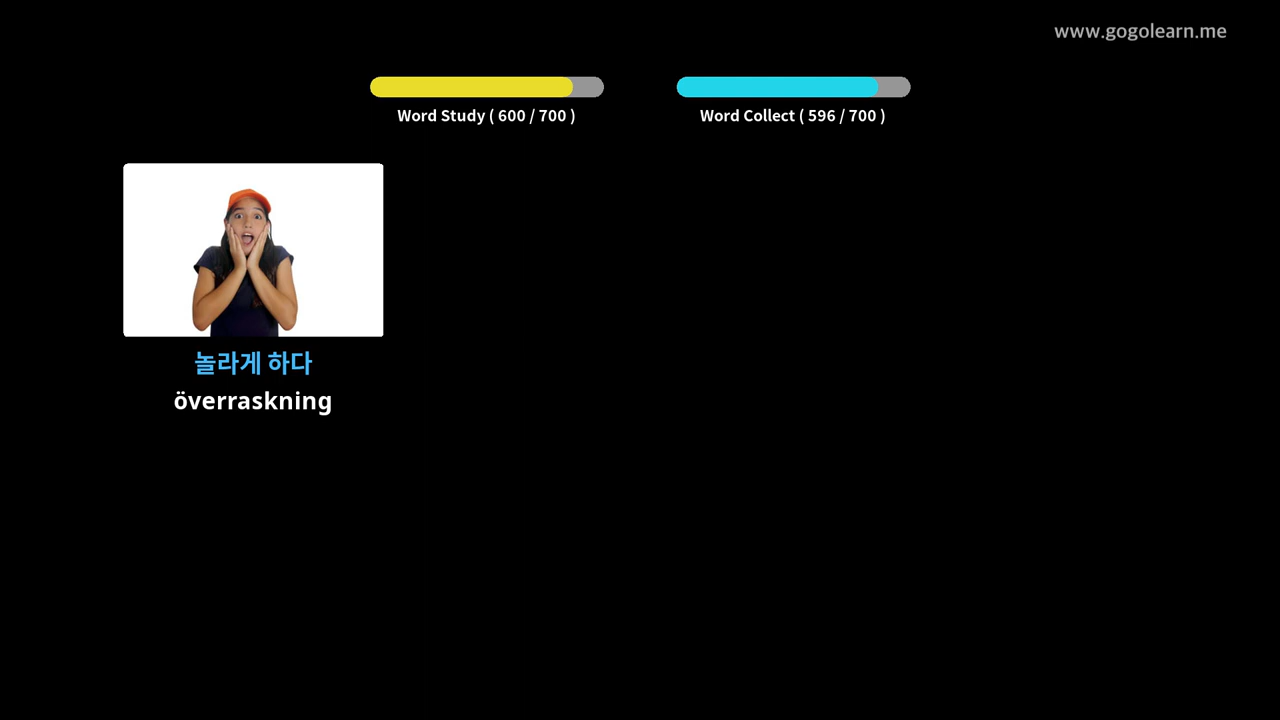 www.gogolearn.me
Word Study ( 600 / 700 )
Word Collect ( 596 / 700 )
놀라게 하다
överraskning